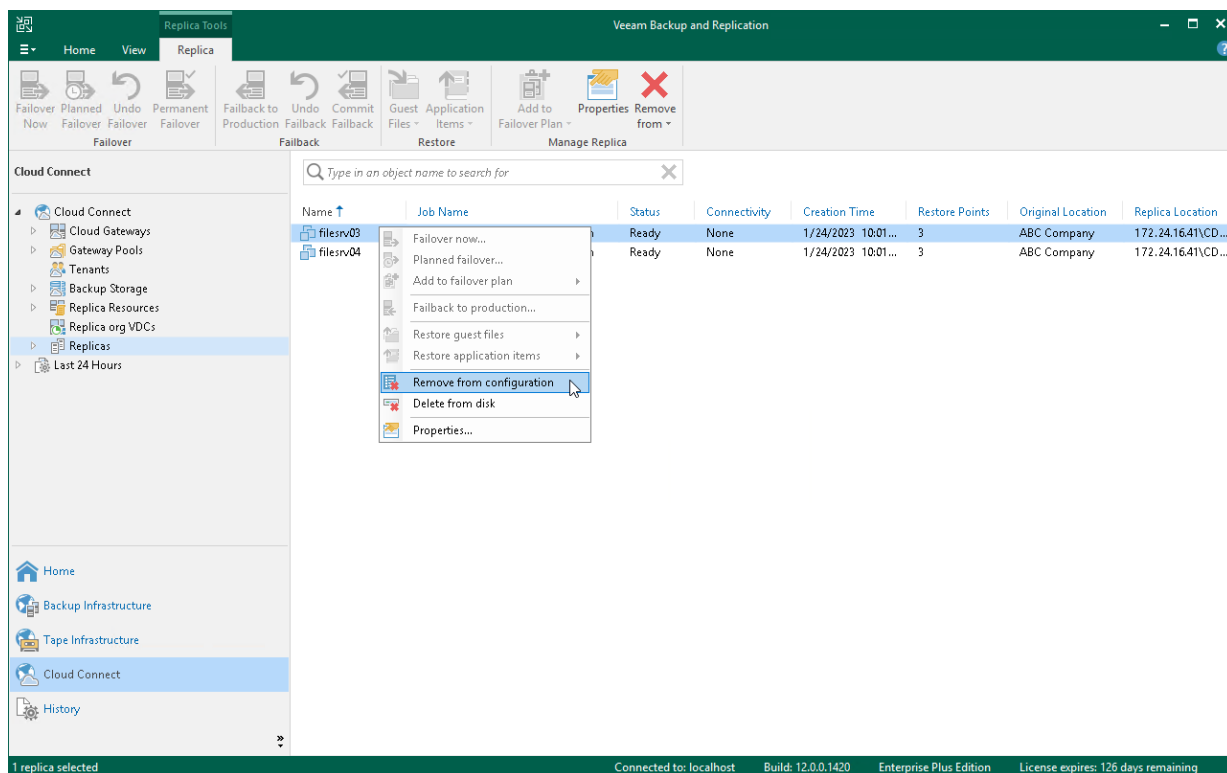 Replica Tools
Veeam Backup and Replication
Home View Replica
Failover Now
Planned Failover
Undo Failover
Permanent Failover
Failback to Production
Undo Failback
Commit Failback
Guest Files
Application Items
Add to Failover Plan
Properties
Remove from
Failover
Failback
Restore
Manage Replica
Cloud Connect
Type in an object name to search for
Cloud Connect
Cloud Gateways
Gateway Pools
Tenants
Backup Storage
Replica Resources
Replica org VDCs
Replicas
Last 24 Hours
Name Job Name Status Connectivity Creation Time Restore Points Original Location Replica Location
filesrv03 Ready None 1/24/2023 10:01... 3 ABC Company 172.24.16.41\CD...
filesrv04 Ready None 1/24/2023 10:01... 3 ABC Company 172.24.16.41\CD...
Failover now...
Planned failover...
Add to failover plan
Failback to production...
Restore guest files
Restore application items
Remove from configuration
Delete from disk
Properties...
Home
Backup Infrastructure
Tape Infrastructure
Cloud Connect
History
1 replica selected
Connected to: localhost Build: 12.0.0.1420 Enterprise Plus Edition License expires: 126 days remaining